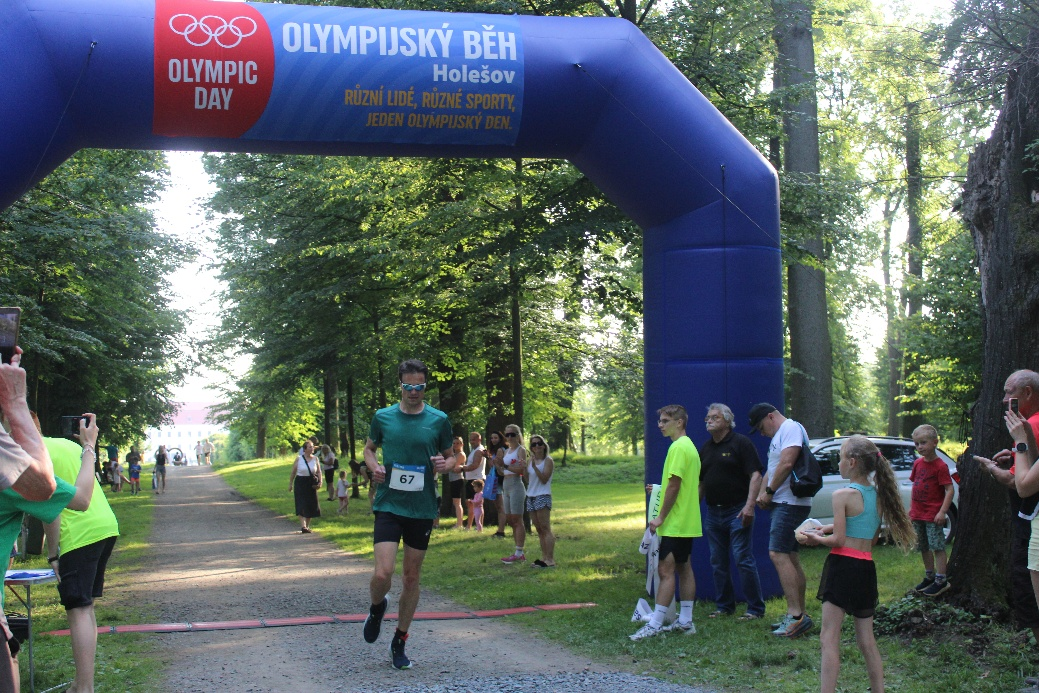 OLYMPIC
DAY
OLYMPIJSKÝ BĚH
Holešov
RŮZNÍ LIDÉ, RŮZNÉ SPORTY,
JEDEN OLYMPIJSKÝ DEN.
67